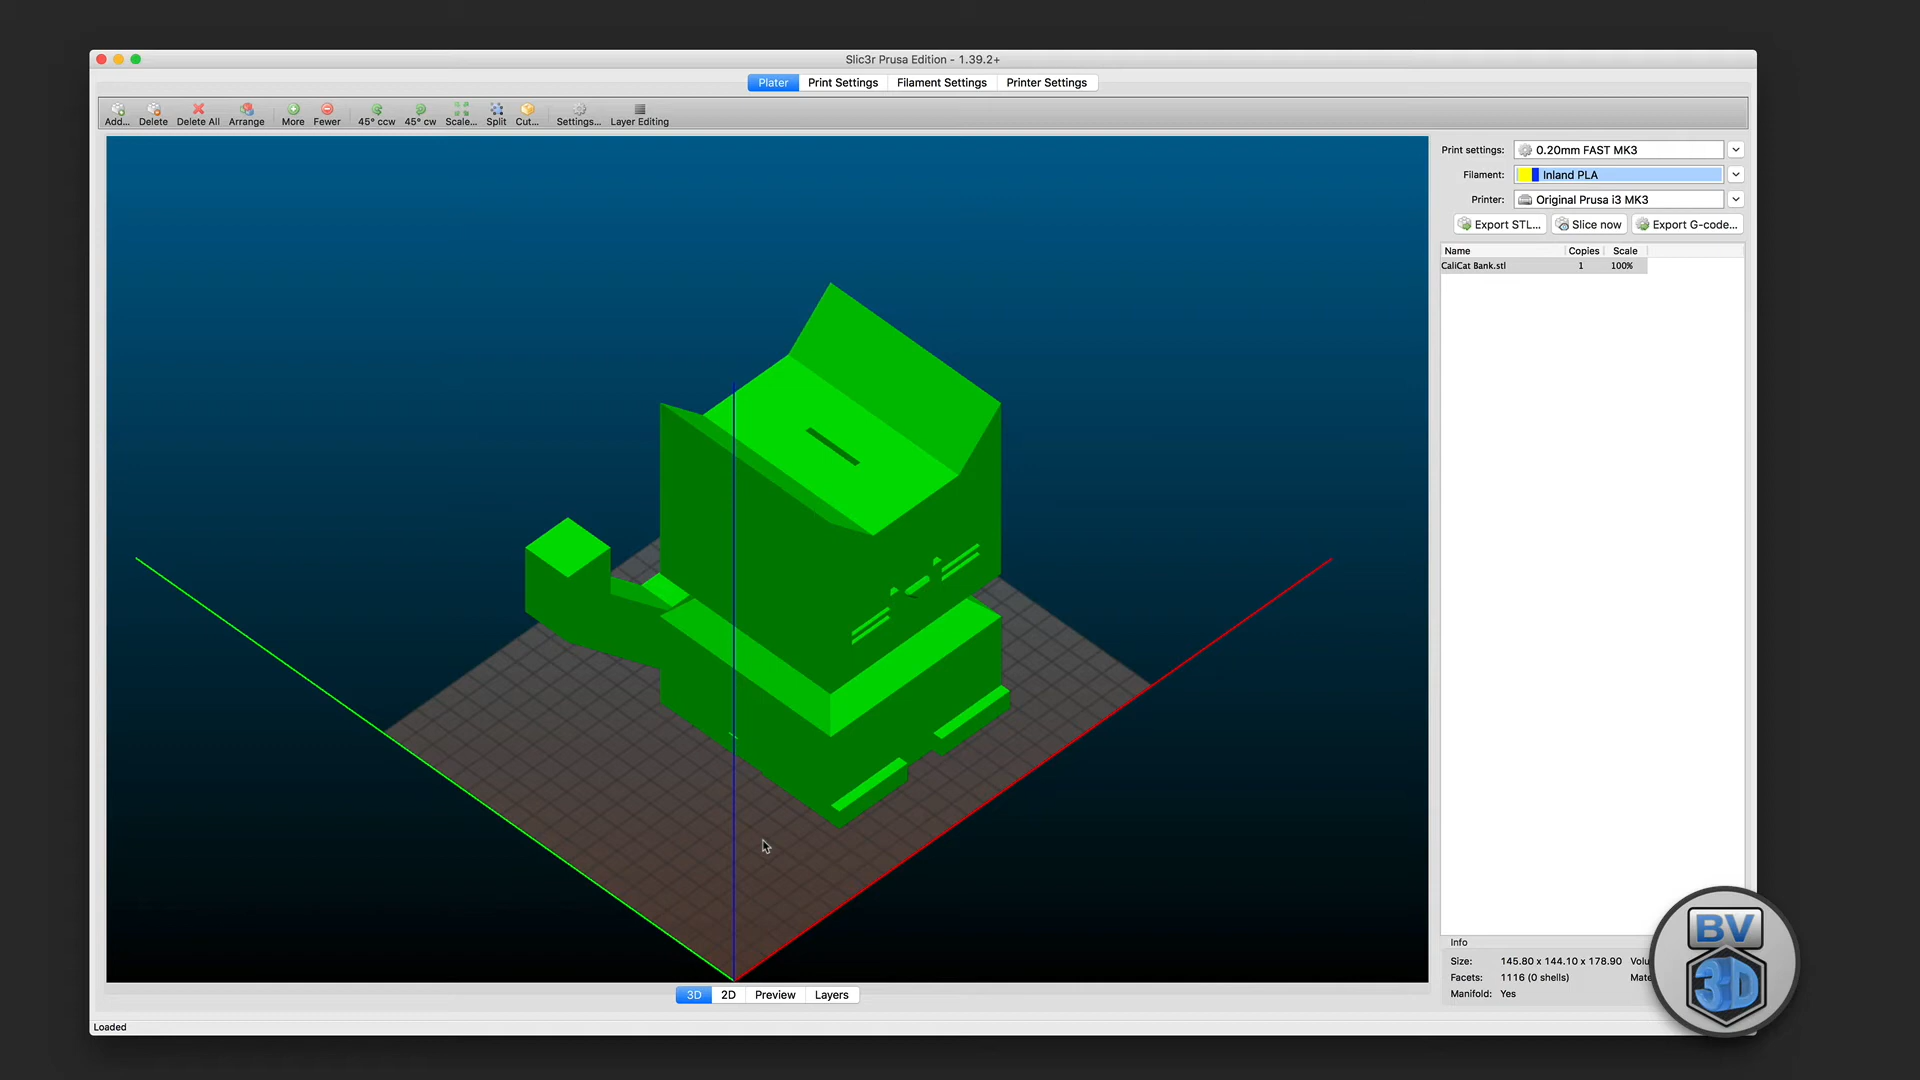 Slic3r Prusa Edition - 1.39.2+
Plater Print Settings Filament Settings Printer Settings
Add... Delete Delete All Arrange More Fewer 45° ccw 45° cw Scale... Split Cut... Settings... Layer Editing
Print settings: 0.20mm FAST MK3
Filament: Inland PLA
Printer: Original Prusa i3 MK3
Export STL... Slice now Export G-code...
Name Copies Scale
CaliCat Bank.stl 1 100%
Info
Size: 145.80 x 144.10 x 178.90 Volu
Facets: 1116 (0 shells) Mate
Manifold: Yes
BV
3D
3D 2D Preview Layers
Loaded